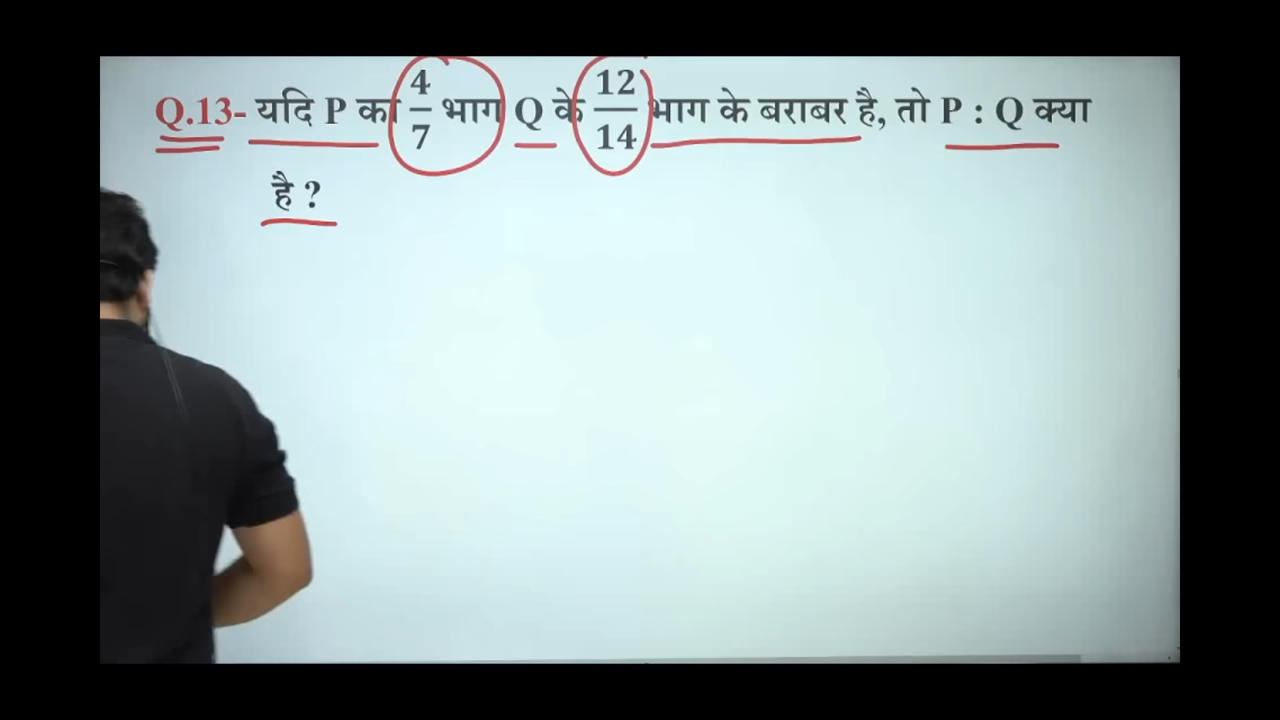 Q.13- यदि P का 4/7 भाग Q के 12/14 भाग के बराबर है, तो P : Q क्या
है ?